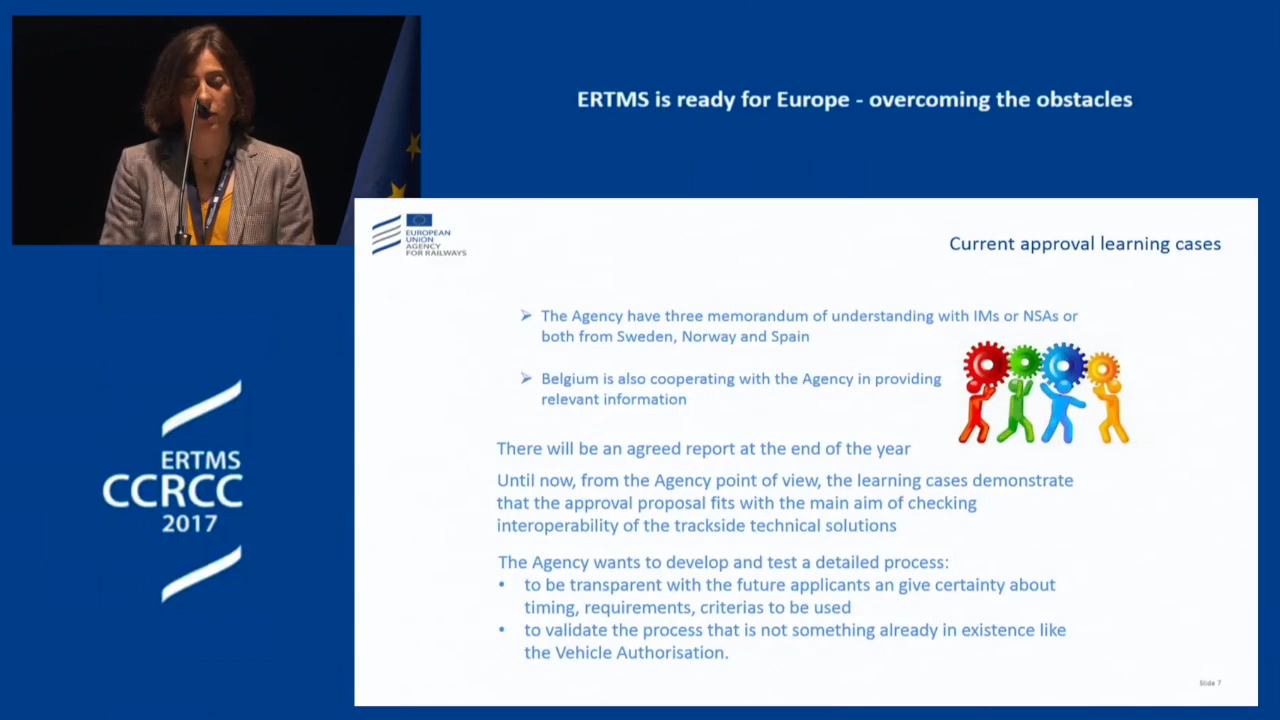 ERTMS is ready for Europe - overcoming the obstacles
EUROPEAN
UNION
AGENCY
FOR RAILWAYS
Current approval learning cases
➢ The Agency have three memorandum of understanding with IMs or NSAs or
both from Sweden, Norway and Spain
➢ Belgium is also cooperating with the Agency in providing
relevant information
There will be an agreed report at the end of the year
Until now, from the Agency point of view, the learning cases demonstrate
that the approval proposal fits with the main aim of checking
interoperability of the trackside technical solutions
The Agency wants to develop and test a detailed process:
• to be transparent with the future applicants an give certainty about
timing, requirements, criterias to be used
• to validate the process that is not something already in existence like
the Vehicle Authorisation.
Slide 7
ERTMS
CCRCC
2017